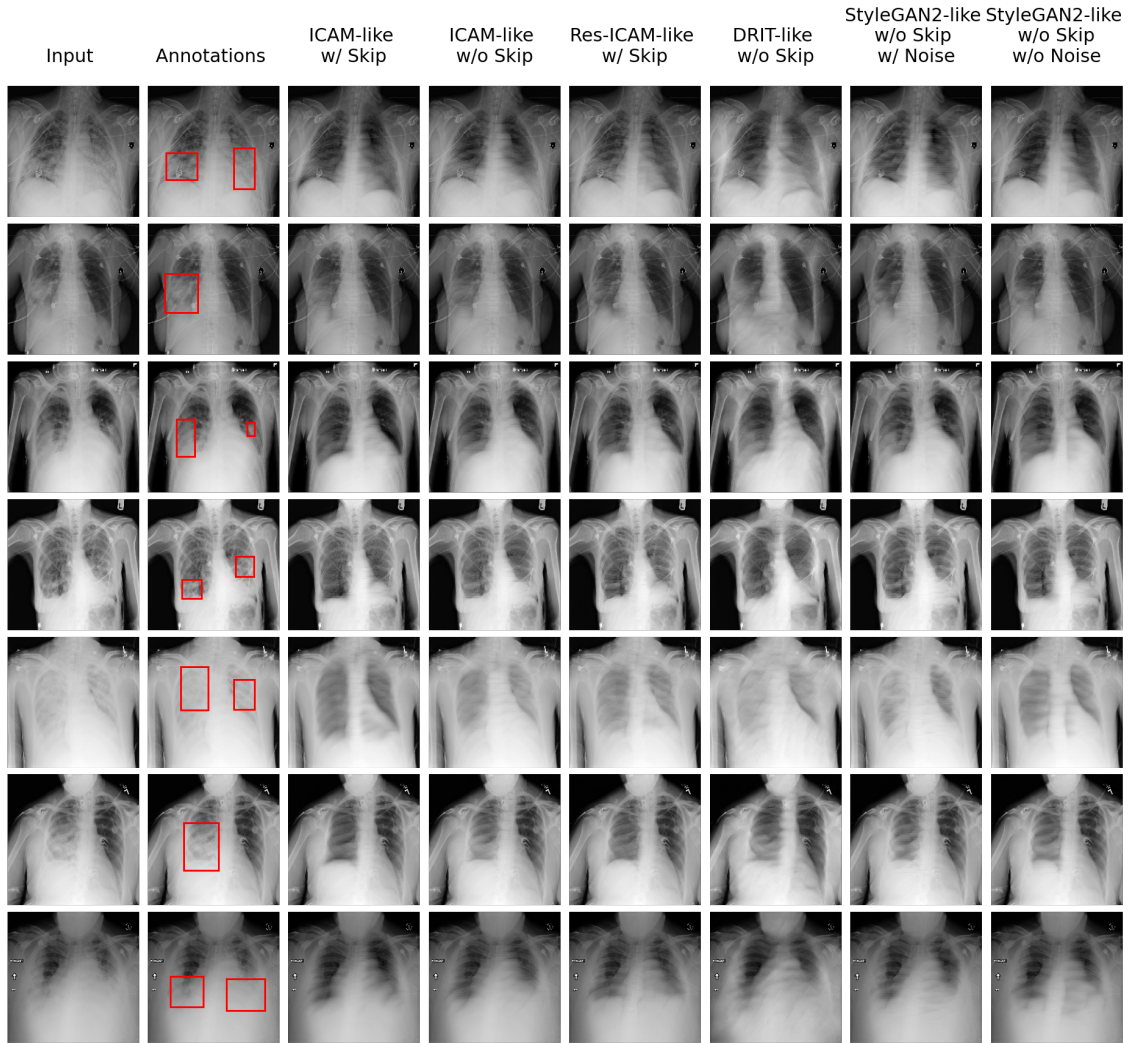 Input
Annotations
ICAM-like
w/ Skip
ICAM-like
w/o Skip
Res-ICAM-like
w/ Skip
DRIT-like
w/o Skip
StyleGAN2-like
w/o Skip
w/ Noise
StyleGAN2-like
w/o Skip
w/o Noise